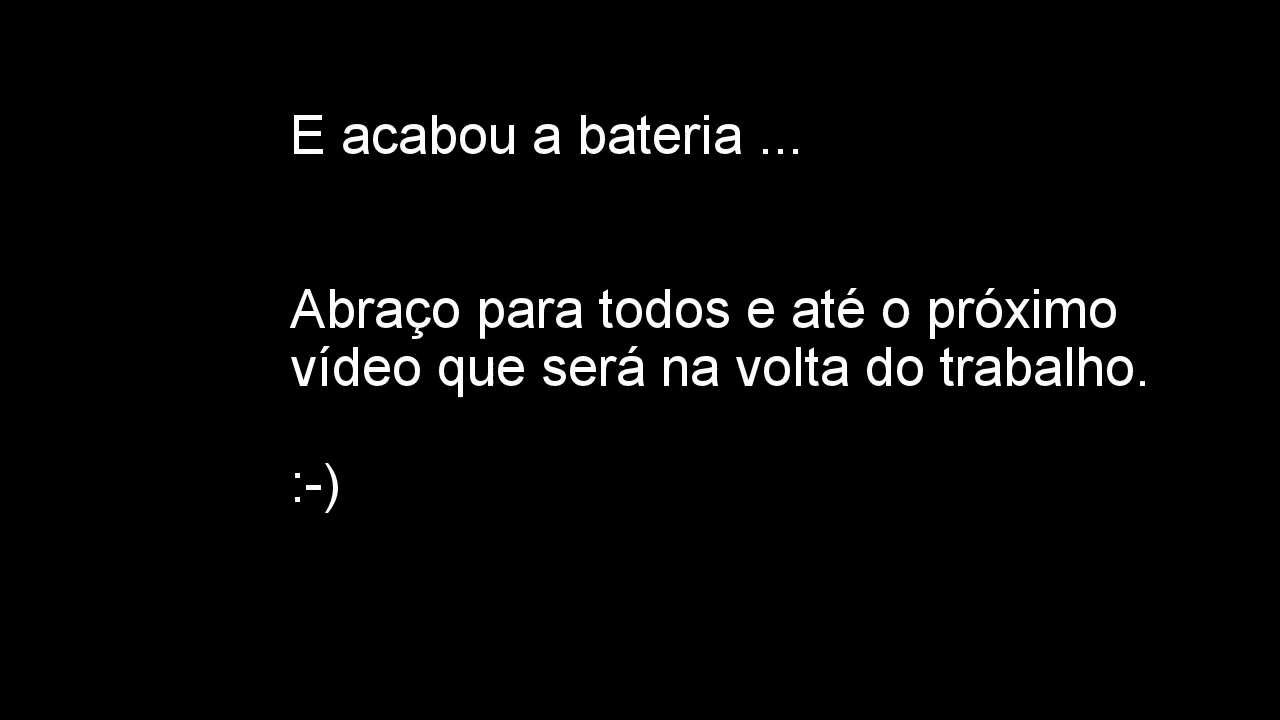 E acabou a bateria ...
Abraço para todos e até o próximo
vídeo que será na volta do trabalho.
:-)